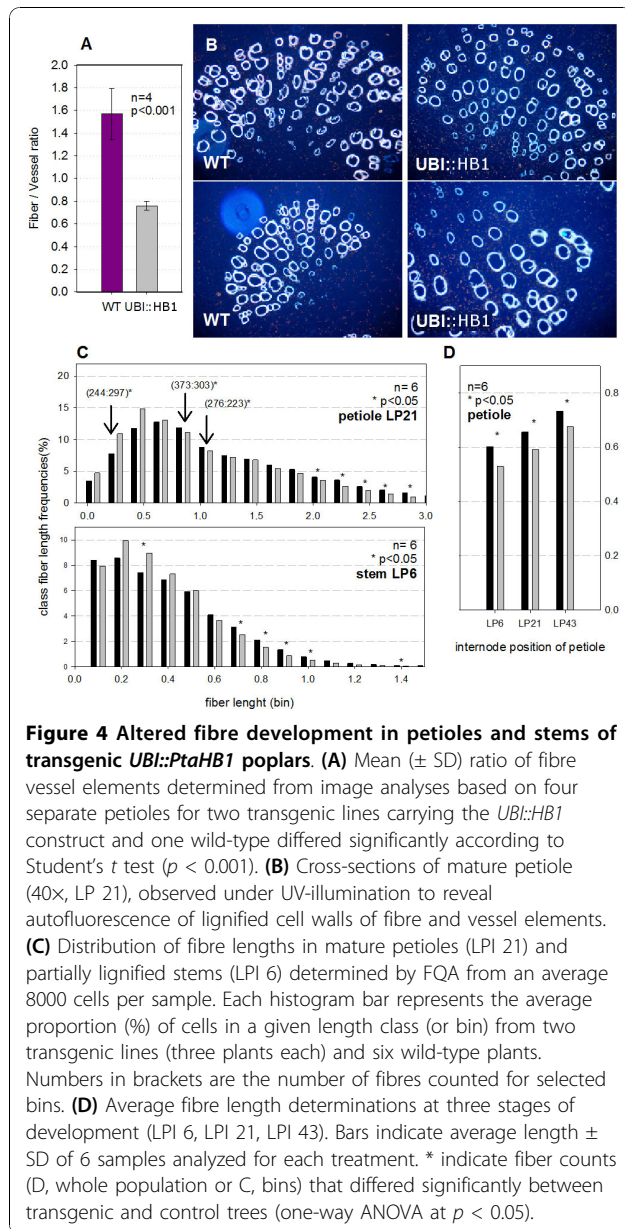 A
Fiber / Vessel ratio
2.0
1.8
1.6
1.4
1.2
1.0
0.8
0.6
0.4
0.2
0.0
n=4
p<0.001
WT UBI::HB1
B
WT
UBI::HB1
WT
UBI::HB1
C
class fiber length frequencies(%)
20
15
10
5
0
(244:297)*
(373:303)*
(276:223)*
n= 6
* p<0.05
petiole LP21
* * * * *
0.0 0.5 1.0 1.5 2.0 2.5 3.0
10
8
6
4
2
0
n= 6
* p<0.05
stem LP6
* * * * * *
0.0 0.2 0.4 0.6 0.8 1.0 1.2 1.4
fiber lenght (bin)
D
n=6
* p<0.05
petiole
* * *
0.8
0.6
0.4
0.2
0.0
LP6 LP21 LP43
internode position of petiole
Figure 4 Altered fibre development in petioles and stems of
transgenic UBI::PtaHB1 poplars. (A) Mean (± SD) ratio of fibre
vessel elements determined from image analyses based on four
separate petioles for two transgenic lines carrying the UBI::HB1
construct and one wild-type differed significantly according to
Student's t test (p < 0.001). (B) Cross-sections of mature petiole
(40×, LP 21), observed under UV-illumination to reveal
autofluorescence of lignified cell walls of fibre and vessel elements.
(C) Distribution of fibre lengths in mature petioles (LPI 21) and
partially lignified stems (LPI 6) determined by FQA from an average
8000 cells per sample. Each histogram bar represents the average
proportion (%) of cells in a given length class (or bin) from two
transgenic lines (three plants each) and six wild-type plants.
Numbers in brackets are the number of fibres counted for selected
bins. (D) Average fibre length determinations at three stages of
development (LPI 6, LPI 21, LPI 43). Bars indicate average length ±
SD of 6 samples analyzed for each treatment. * indicate fiber counts
(D, whole population or C, bins) that differed significantly between
transgenic and control trees (one-way ANOVA at p < 0.05).